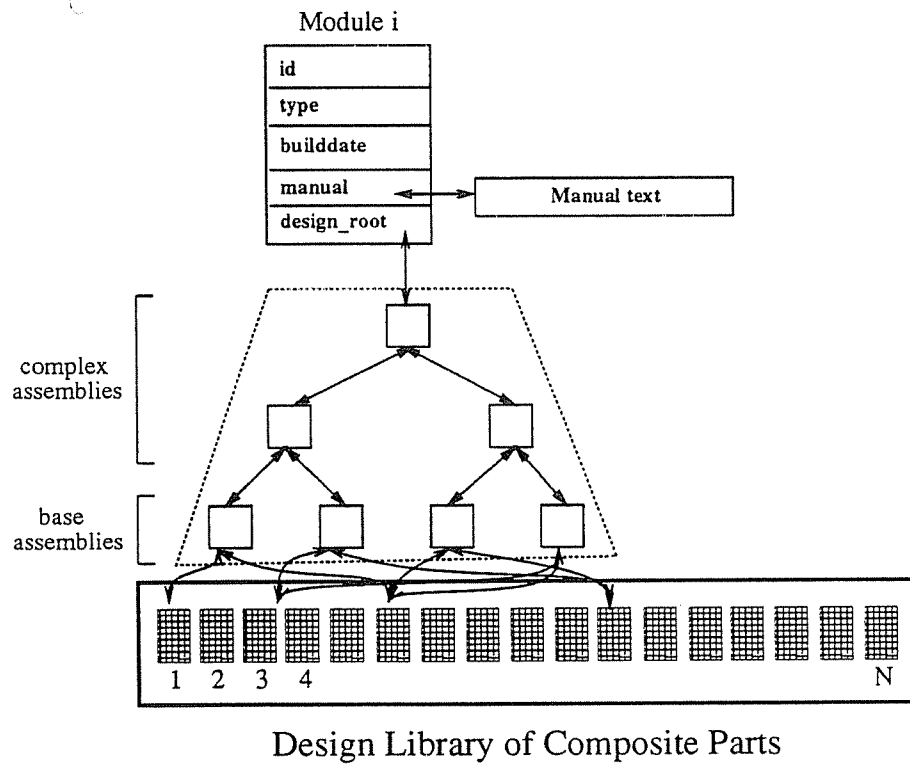 Module i
id
type
builddate
manual
Manual text
design_root
complex
assemblies
base
assemblies
1 2 3 4 N
Design Library of Composite Parts